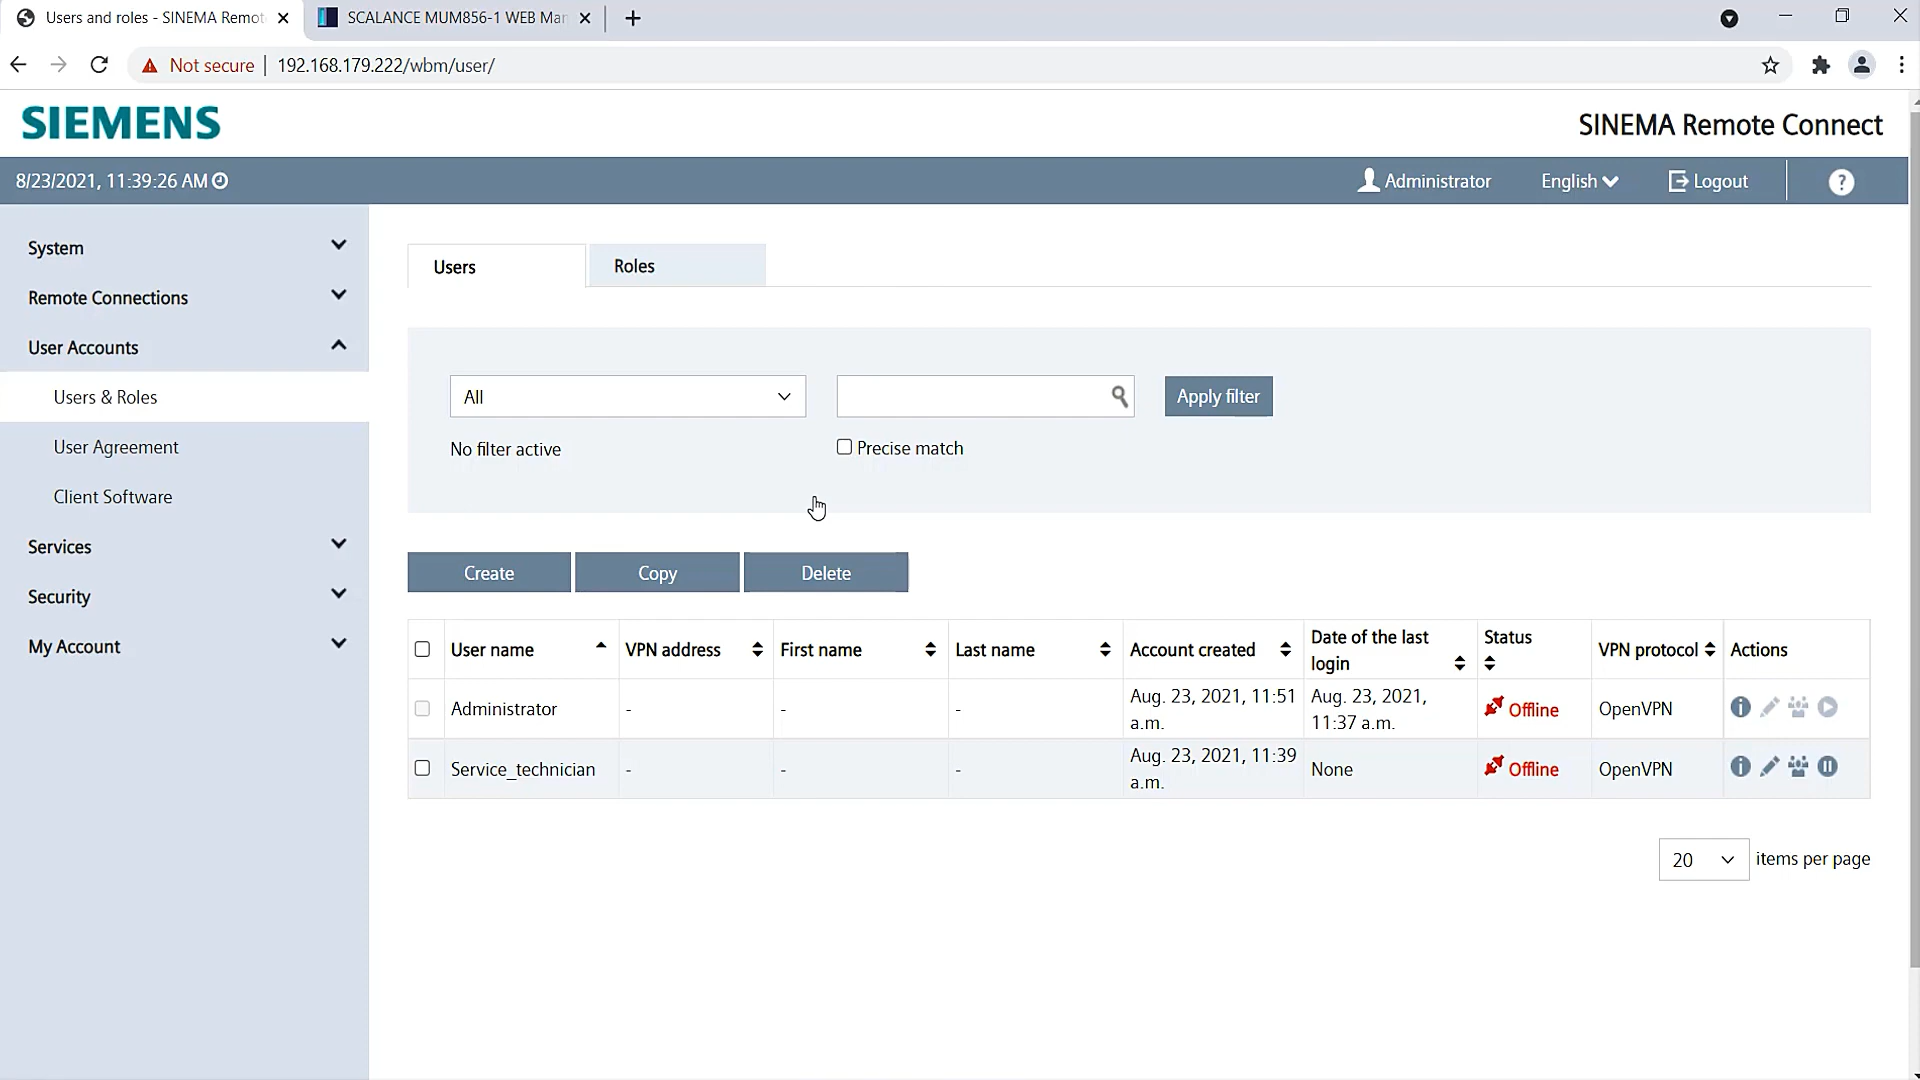 Users and roles - SINEMA Remot
SCALANCE MUM856-1 WEB Mar
Not secure
192.168.179.222/wbm/user/
SIEMENS
SINEMA Remote Connect
8/23/2021, 11:39:26 AM
Administrator
English
Logout
?
System
Remote Connections
User Accounts
Users & Roles
User Agreement
Client Software
Services
Security
My Account
Users
Roles
All
Apply filter
No filter active
Precise match
Create
Copy
Delete
User name
VPN address
First name
Last name
Account created
Date of the last
login
Status
VPN protocol
Actions
Administrator
-
-
-
Aug. 23, 2021, 11:51
a.m.
Aug. 23, 2021,
11:37 a.m.
Offline
OpenVPN
Service_technician
-
-
-
Aug. 23, 2021, 11:39
a.m.
None
Offline
OpenVPN
20
items per page